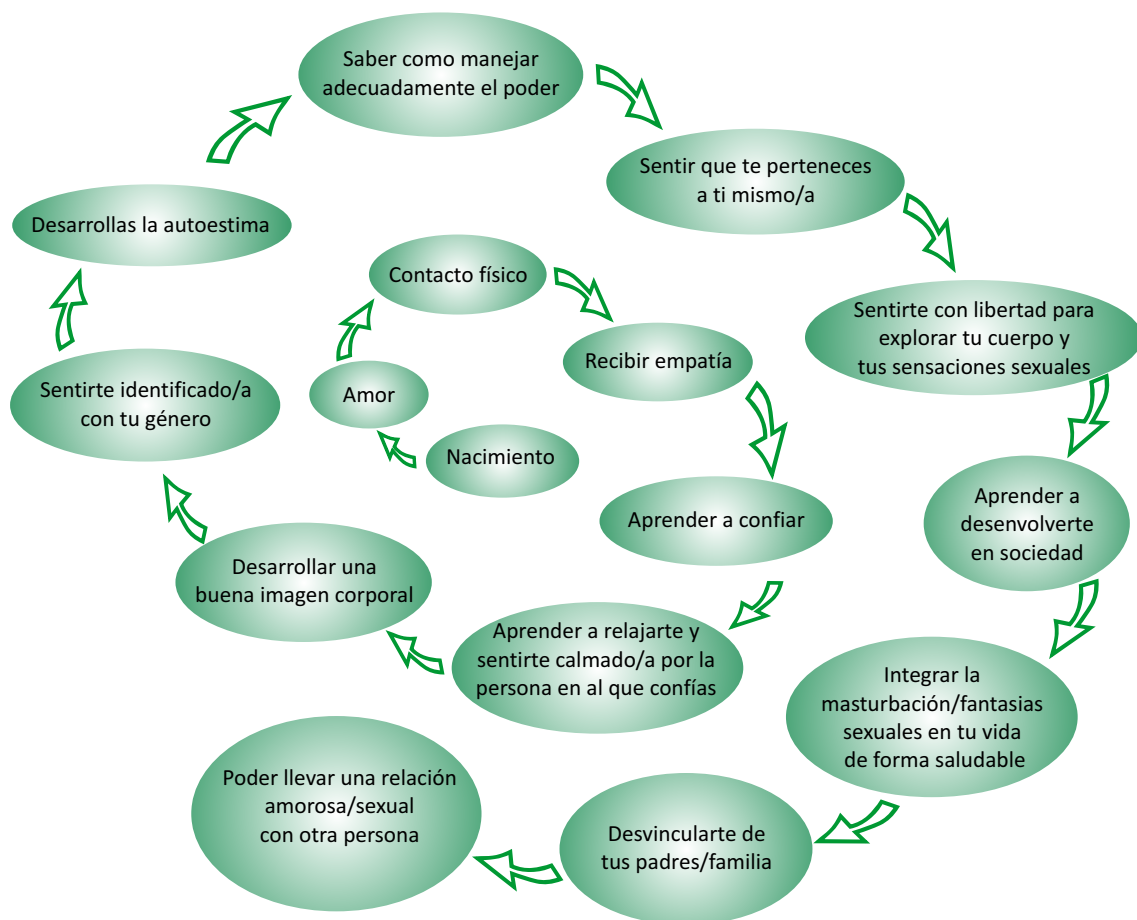 Nacimiento
Amor
Contacto físico
Recibir empatía
Aprender a confiar
Aprender a relajarte y
sentirte calmado/a por la
persona en al que confías
Desarrollar una
buena imagen corporal
Sentirte identificado/a
con tu género
Desarrollas la autoestima
Saber como manejar
adecuadamente el poder
Sentir que te perteneces
a ti mismo/a
Sentirte con libertad para
explorar tu cuerpo y
tus sensaciones sexuales
Aprender a
desenvolverte
en sociedad
Integrar la
masturbación/fantasias
sexuales en tu vida
de forma saludable
Desvincularte de
tus padres/familia
Poder llevar una relación
amorosa/sexual
con otra persona